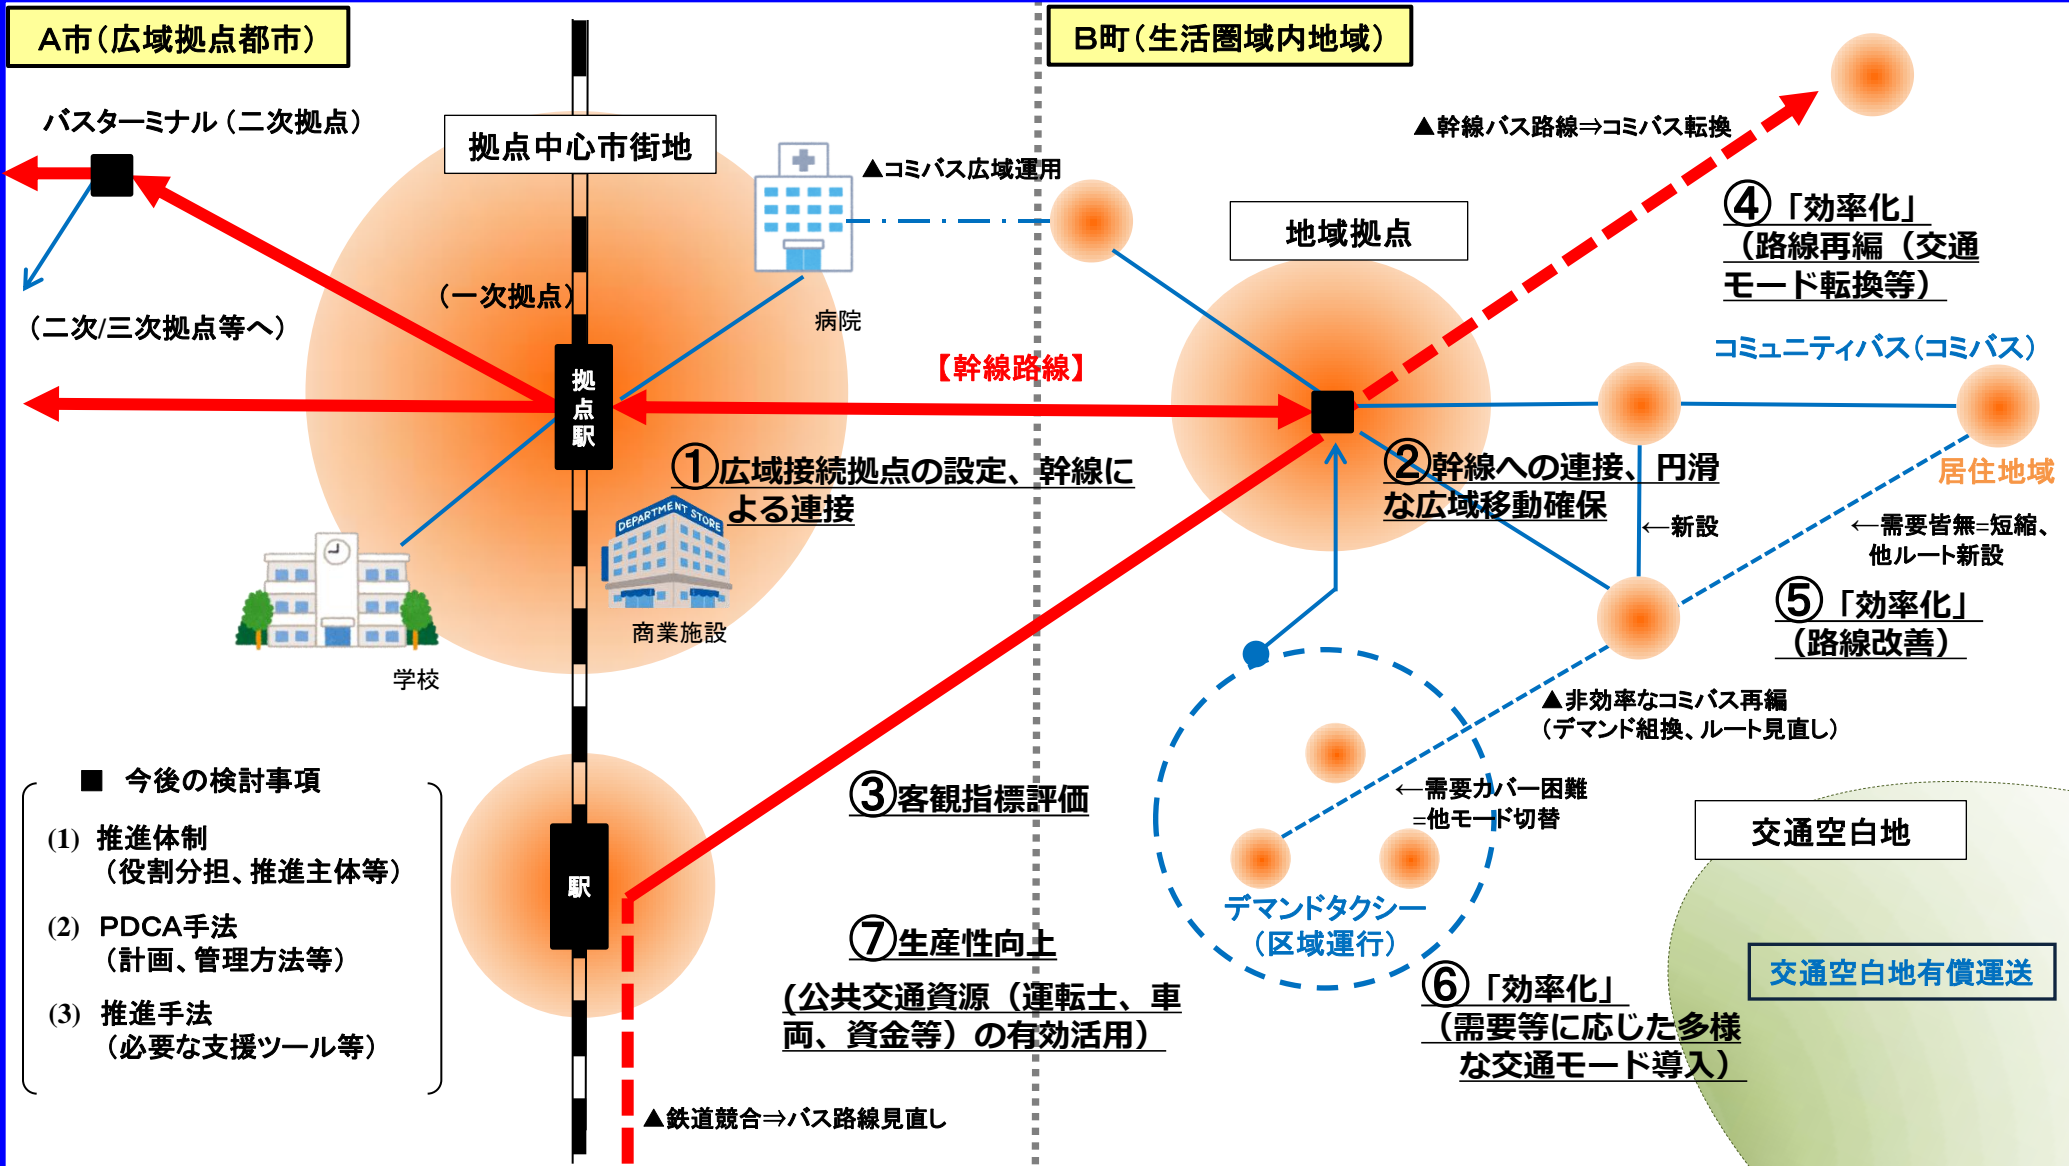 A市(広域拠点都市)
B町(生活圏域内地域)
バスターミナル(二次拠点)
拠点中心市街地
▲コミバス広域運用
▲幹線バス路線⇒コミバス転換
地域拠点
④「効率化」
(路線再編(交通
モード転換等)
(一次拠点)
(二次/三次拠点等へ)
病院
コミュニティバス(コミバス)
【幹線路線】
拠点駅
①広域接続拠点の設定、幹線に
よる連接
②幹線への連接、円滑
な広域移動確保
居住地域
←新設
←需要皆無=短縮、
他ルート新設
DEPARTMENT STORE
商業施設
学校
⑤「効率化」
(路線改善)
▲非効率なコミバス再編
(デマンド組換、ルート見直し)
■ 今後の検討事項
(1) 推進体制
(役割分担、推進主体等)
(2) PDCA手法
(計画、管理方法等)
(3) 推進手法
(必要な支援ツール等)
駅
③客観指標評価
←需要カバー困難
=他モード切替
デマンドタクシー
(区域運行)
交通空白地
交通空白地有償運送
⑦生産性向上
(公共交通資源(運転士、車
両、資金等)の有効活用)
⑥「効率化」
(需要等に応じた多様
な交通モード導入)
▲鉄道競合⇒バス路線見直し